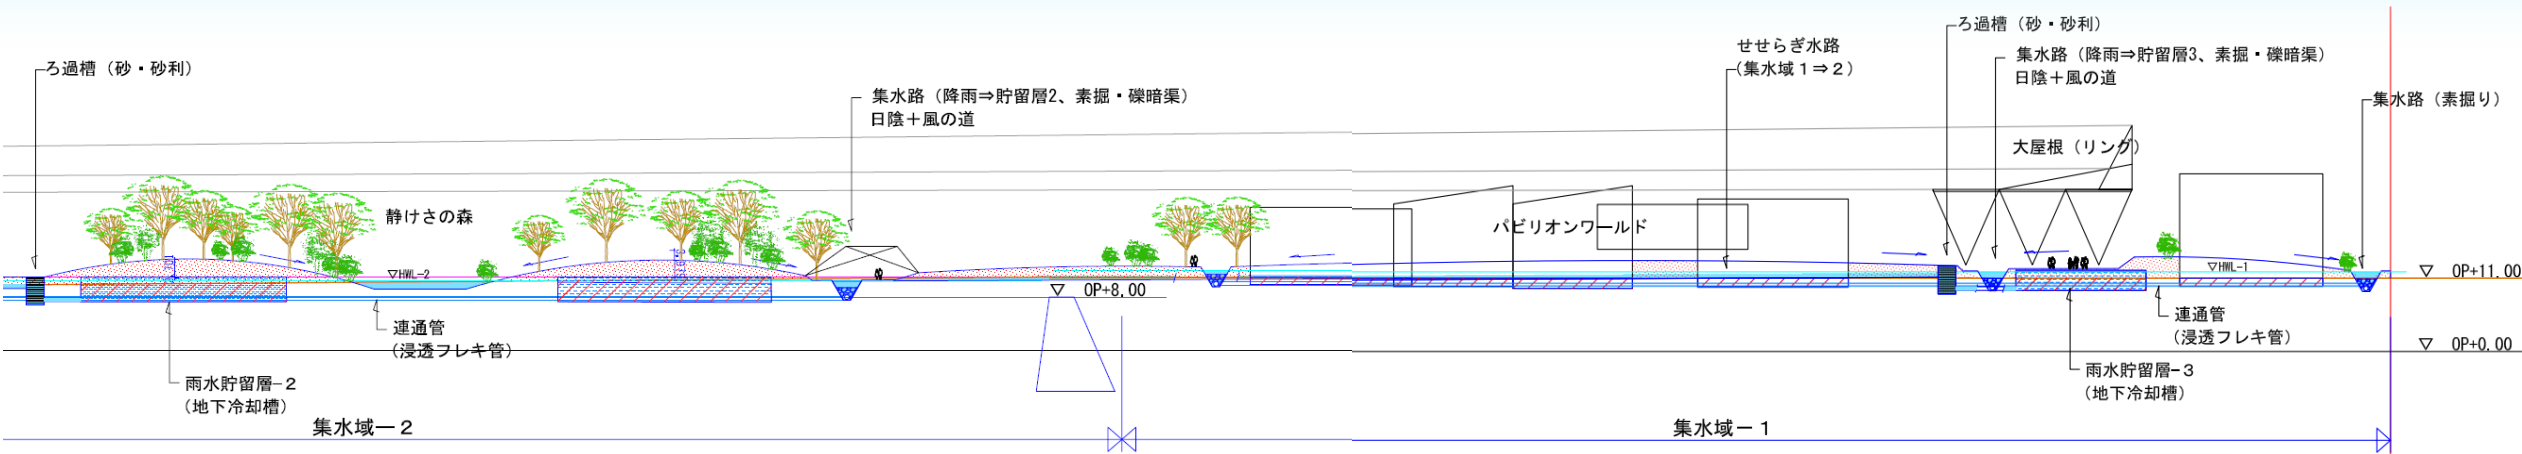 ろ過槽（砂・砂利）
集水路（降雨⇒貯留層2、素掘・礫暗渠）
日陰＋風の道
静けさの森
▽HWL-2
OP+8.00
連通管
（浸透フレキ管）
雨水貯留層-2
（地下冷却槽）
集水域－2
せせらぎ水路
（集水域1⇒2）
ろ過槽（砂・砂利）
集水路（降雨⇒貯留層3、素掘・礫暗渠）
日陰＋風の道
集水路（素掘り）
大屋根（リング）
パビリオンワールド
▽HWL-1
OP+11.00
連通管
（浸透フレキ管）
OP+0.00
雨水貯留層-3
（地下冷却槽）
集水域－1